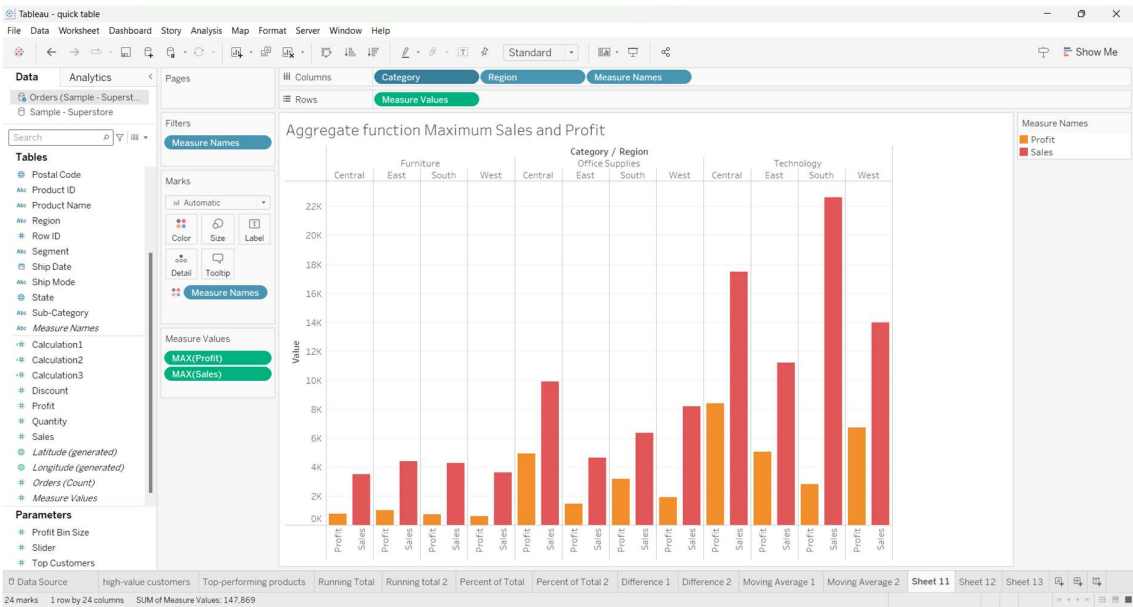 Tableau - quick table
File Data Worksheet Dashboard Story Analysis Map Format Server Window Help
Standard
Show Me
Data Analytics
Orders (Sample - Superst...
Sample - Superstore
Search
Tables
Postal Code
Abc Product ID
Abc Product Name
Abc Region
# Row ID
Abc Segment
Ship Date
Abc Ship Mode
State
Abc Sub-Category
Abc Measure Names
=# Calculation1
=# Calculation2
=# Calculation3
# Discount
# Profit
# Quantity
# Sales
Latitude (generated)
Longitude (generated)
# Orders (Count)
# Measure Values
Parameters
# Profit Bin Size
# Slider
# Top Customers
Pages
Filters
Measure Names
Marks
Automatic
Color Size Label
Detail Tooltip
Measure Names
Measure Values
MAX(Profit)
MAX(Sales)
Columns Category Region Measure Names
Rows Measure Values
Aggregate function Maximum Sales and Profit
Category / Region
Furniture Office Supplies Technology
Central East South West Central East South West Central East South West
Value
22K
20K
18K
16K
14K
12K
10K
8K
6K
4K
2K
0K
Profit Sales Profit Sales Profit Sales Profit Sales Profit Sales Profit Sales Profit Sales Profit Sales Profit Sales Profit Sales Profit Sales Profit Sales
Measure Names
Profit
Sales
Data Source high-value customers Top-performing products Running Total Running total 2 Percent of Total Percent of Total 2 Difference 1 Difference 2 Moving Average 1 Moving Average 2 Sheet 11 Sheet 12 Sheet 13
24 marks 1 row by 24 columns SUM of Measure Values: 147,869